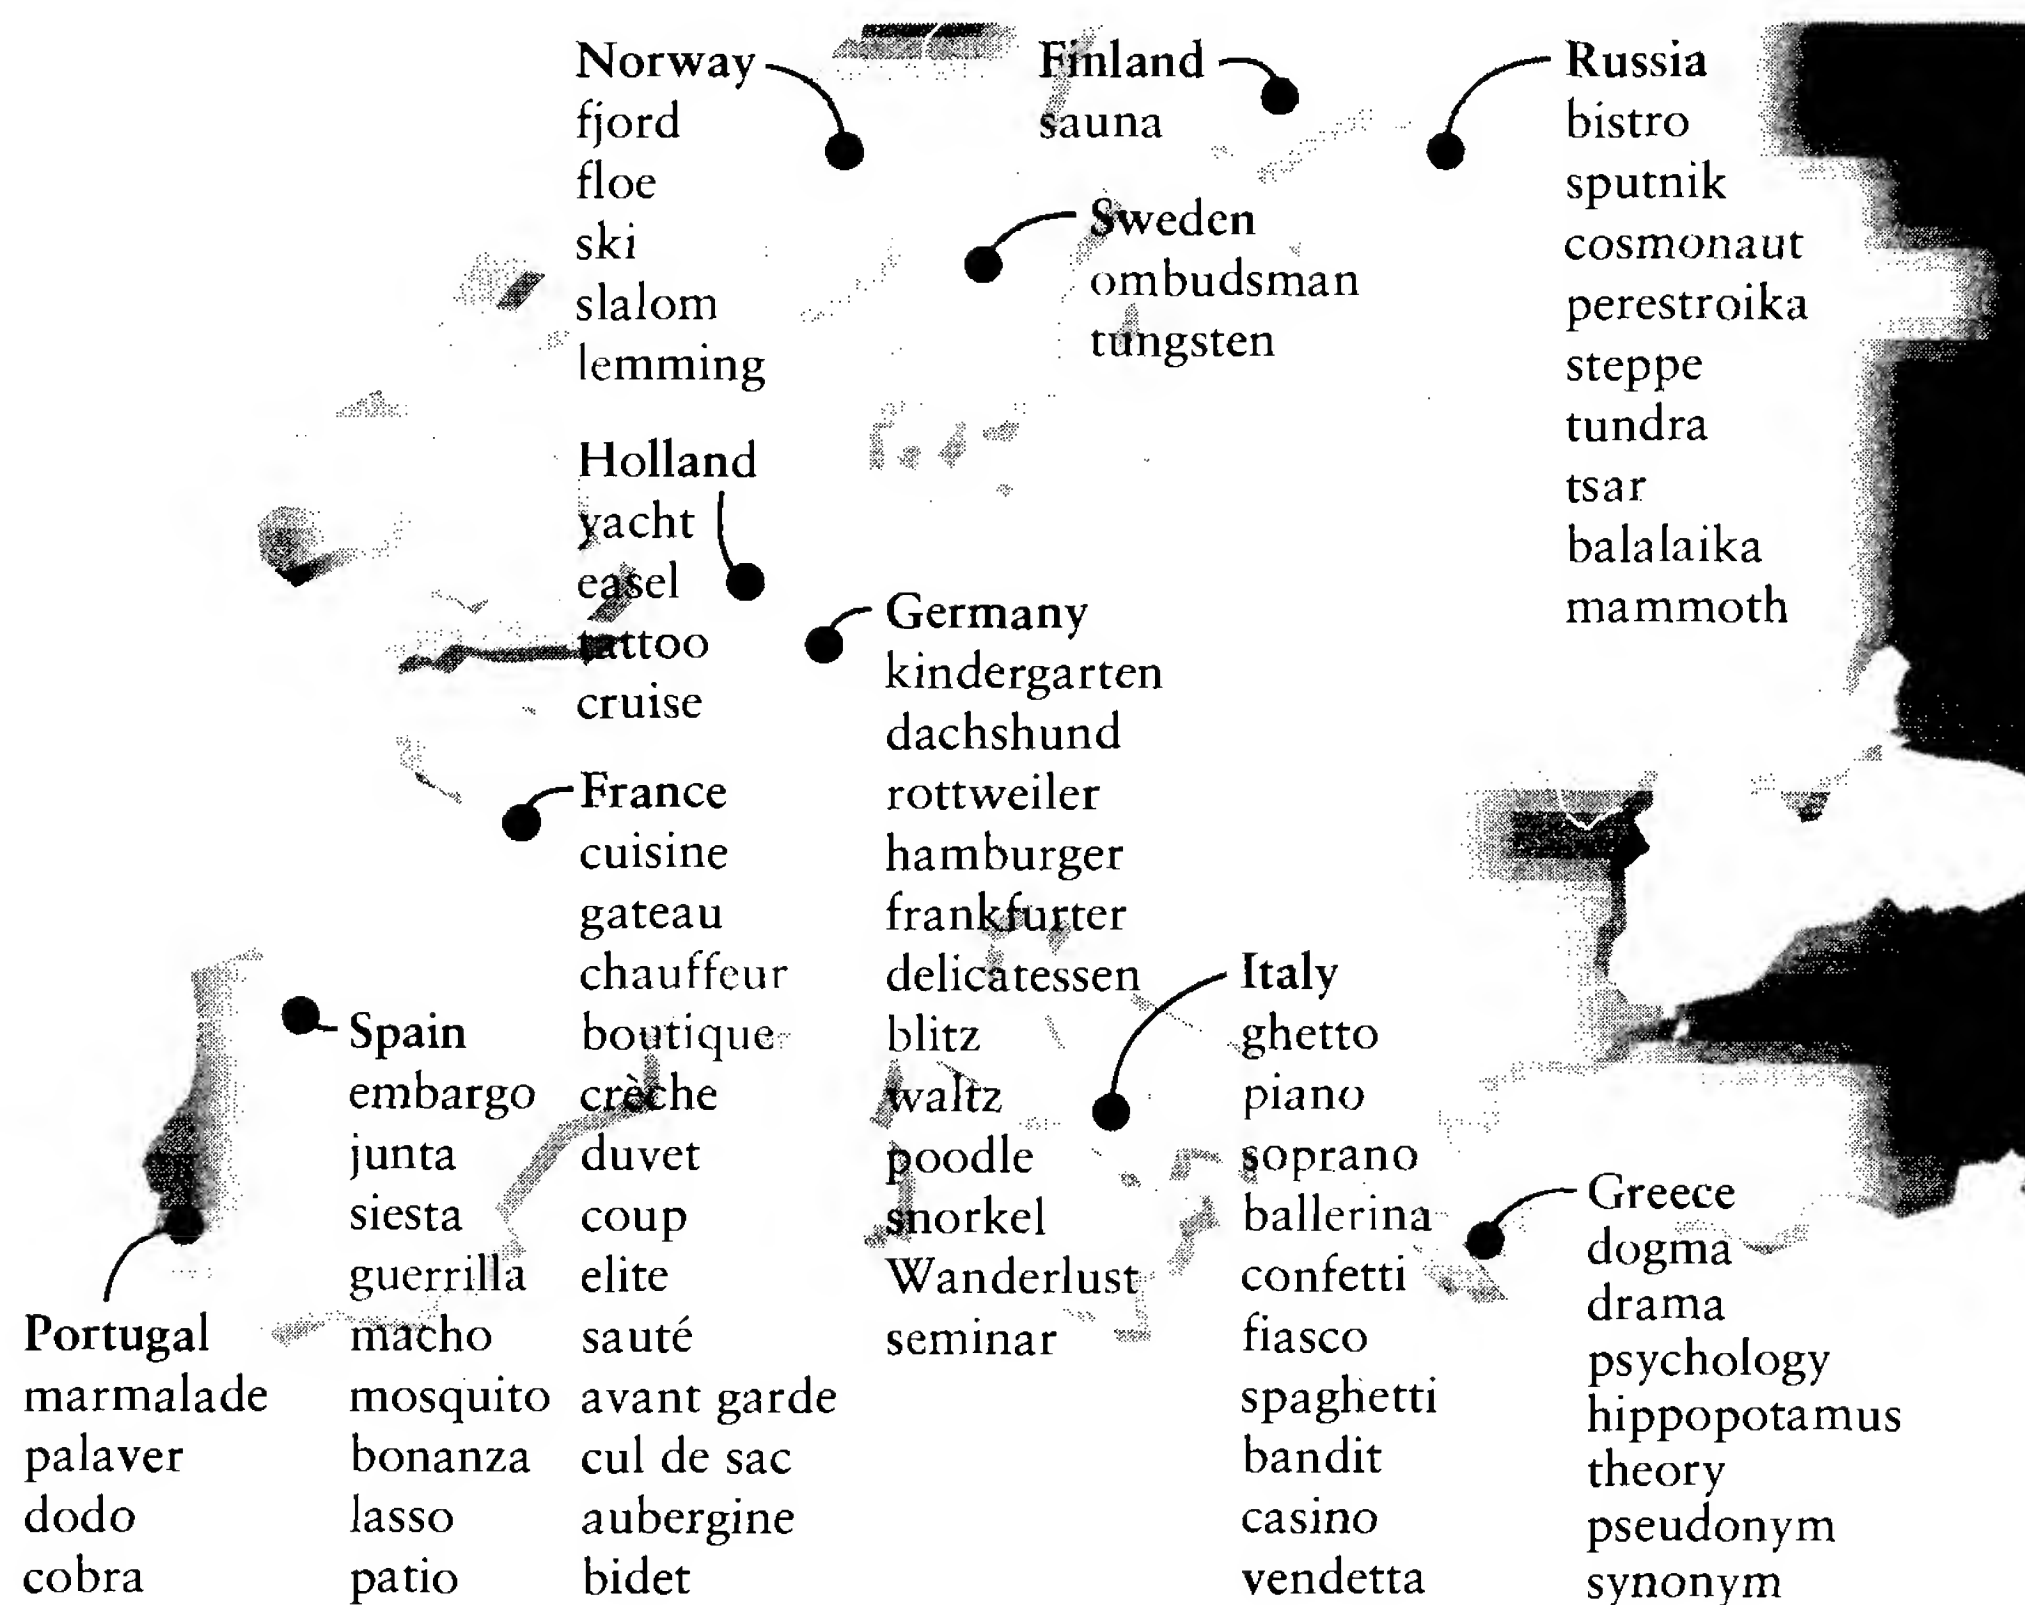 Norway
fjord
floe
ski
slalom
lemming
Finland
sauna
Sweden
ombudsman
tungsten
Russia
bistro
sputnik
cosmonaut
perestroika
steppe
tundra
tsar
balalaika
mammoth
Holland
yacht
easel
tattoo
cruise
Germany
kindergarten
dachshund
rottweiler
hamburger
frankfurter
delicatessen
blitz
waltz
poodle
snorkel
Wanderlust
seminar
France
cuisine
gateau
chauffeur
boutique
crèche
duvet
coup
elite
sauté
avant garde
cul de sac
aubergine
bidet
Italy
ghetto
piano
soprano
ballerina
confetti
fiasco
spaghetti
bandit
casino
vendetta
Spain
embargo
junta
siesta
guerrilla
macho
mosquito
bonanza
lasso
patio
Greece
dogma
drama
psychology
hippopotamus
theory
pseudonym
synonym
Portugal
marmalade
palaver
dodo
cobra